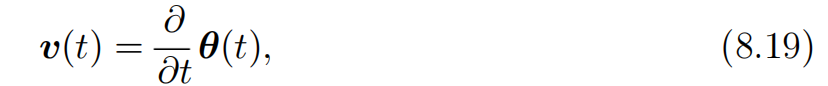 𝒗(t) = ∂/∂t 𝜽(t), (8.19)